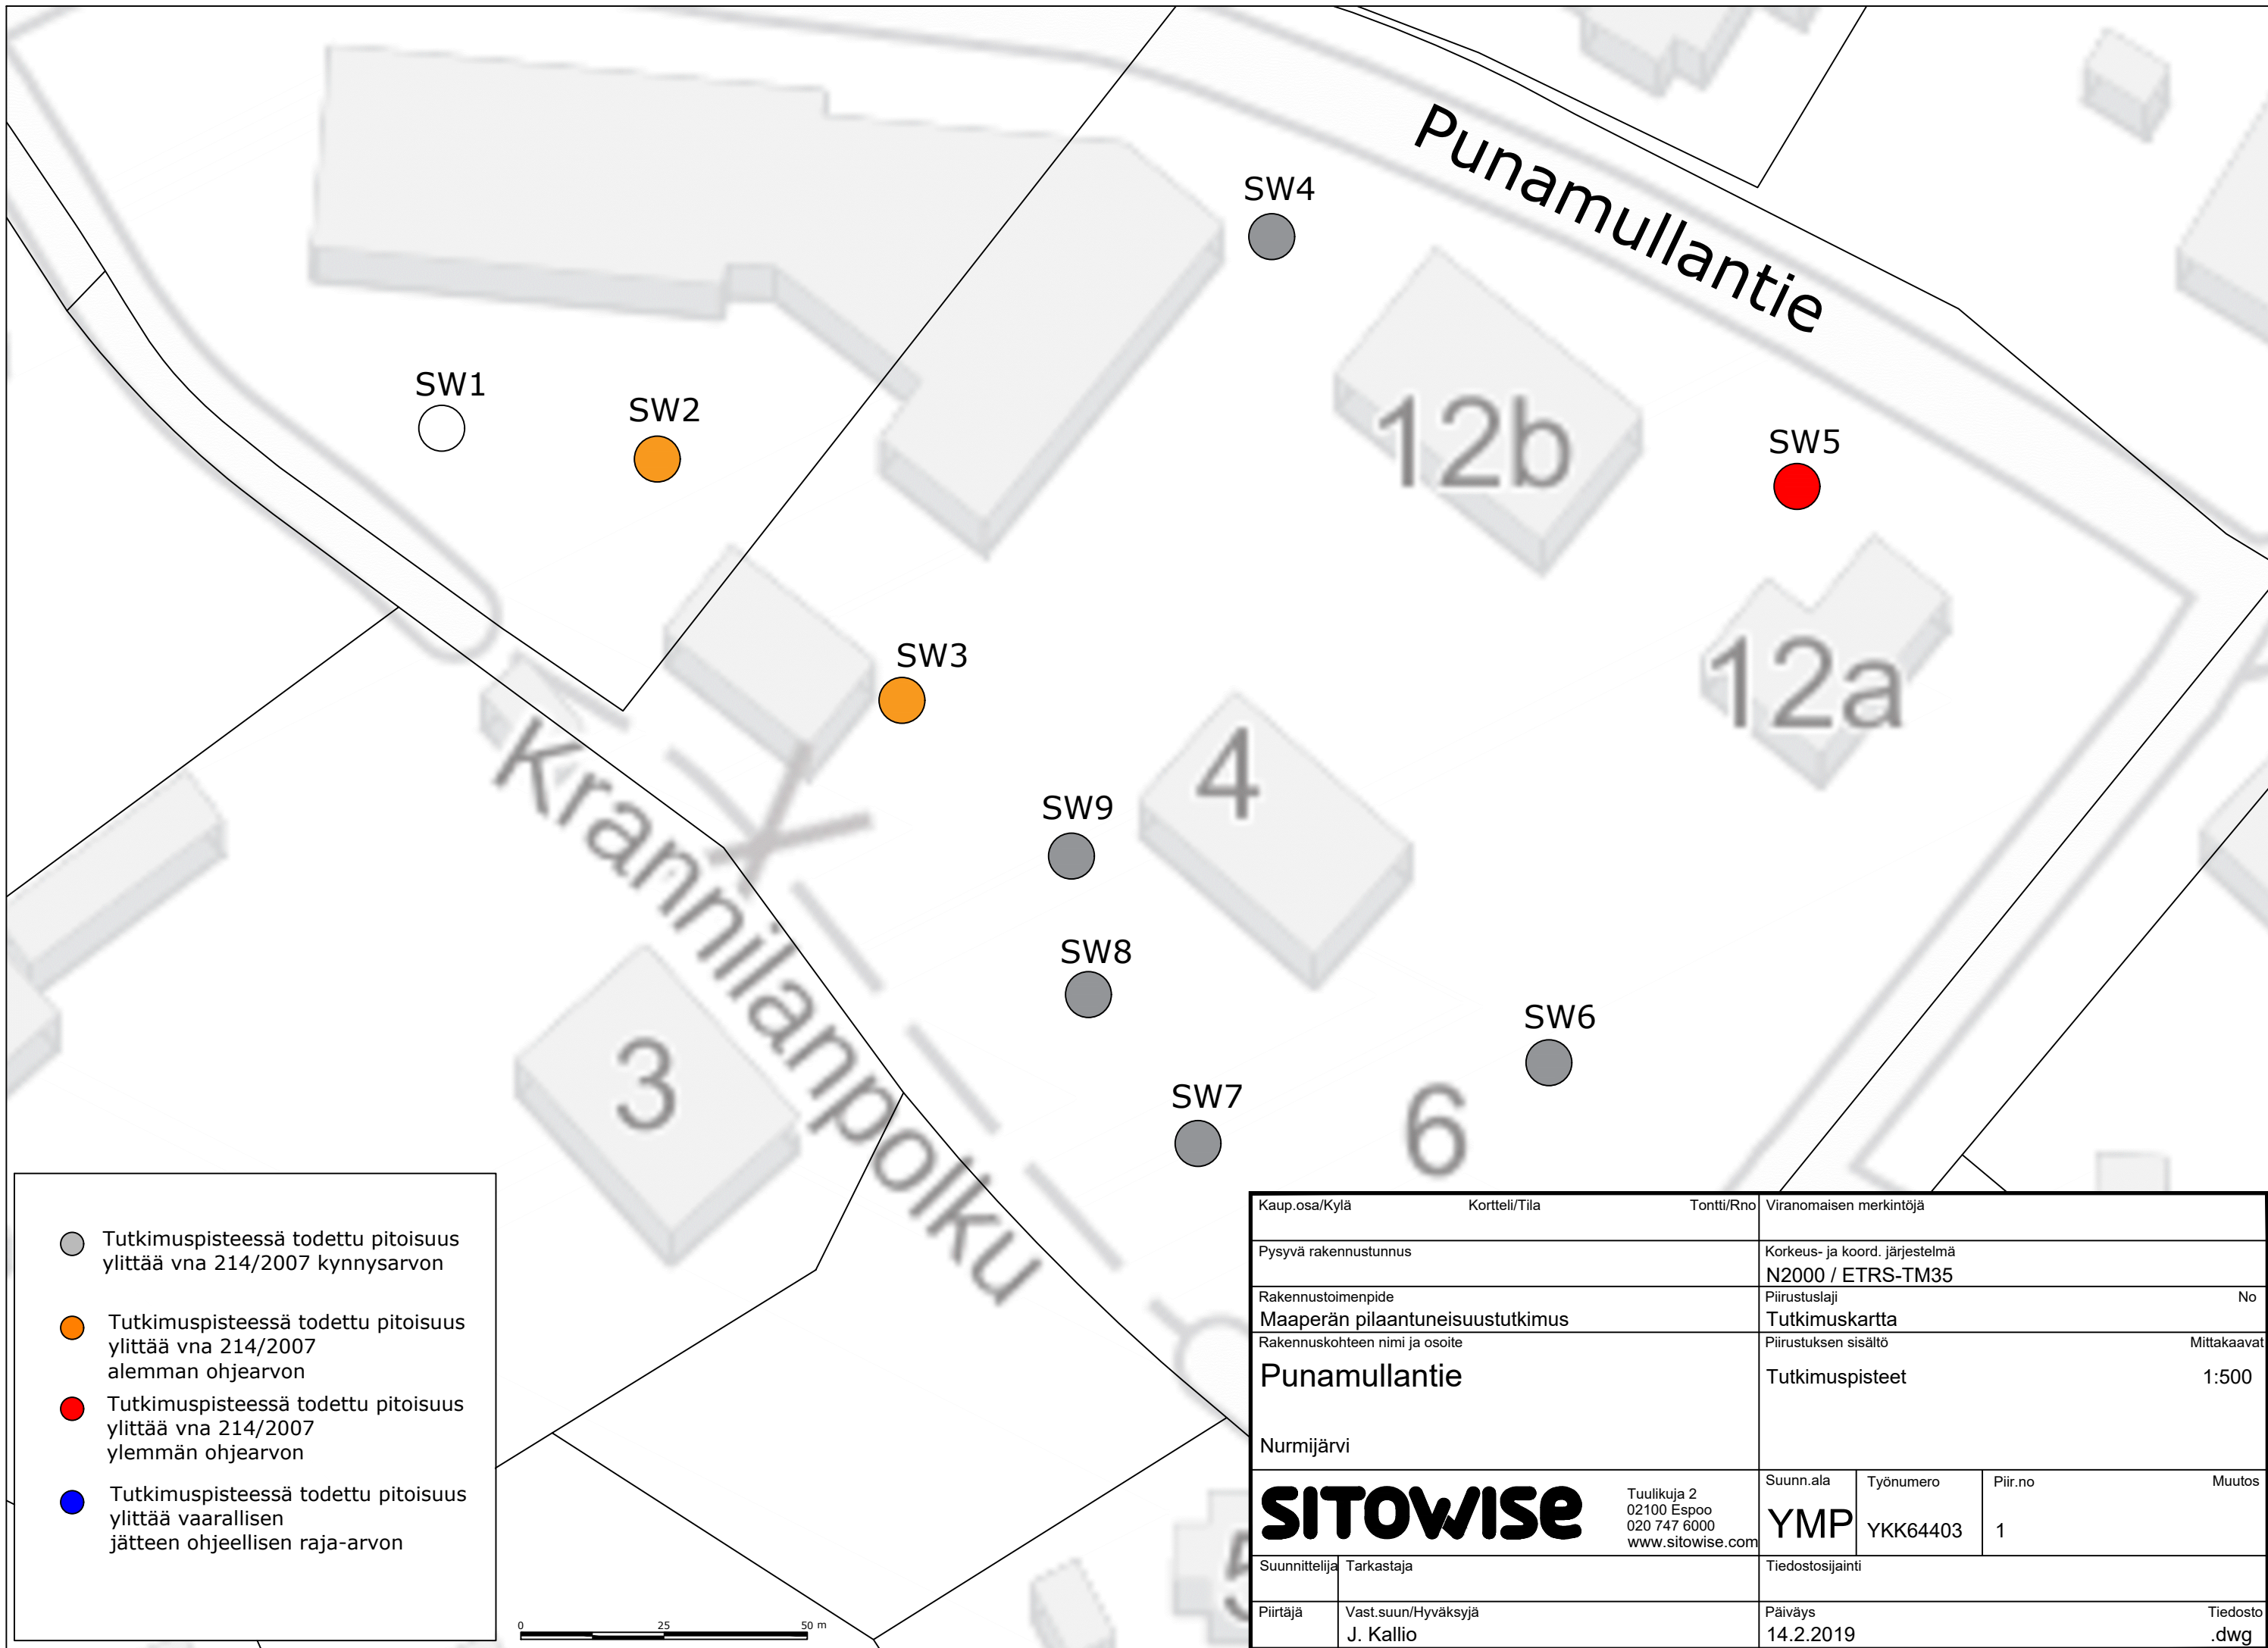 Punamullantie
SW4
SW1
SW2
SW5
12b
SW3
12a
4
SW9
Krannilanpolku
SW8
SW6
3
SW7
6
5
Tutkimuspisteessä todettu pitoisuus
ylittää vna 214/2007 kynnysarvon
Tutkimuspisteessä todettu pitoisuus
ylittää vna 214/2007
alemman ohjearvon
Tutkimuspisteessä todettu pitoisuus
ylittää vna 214/2007
ylemmän ohjearvon
Tutkimuspisteessä todettu pitoisuus
ylittää vaarallisen
jätteen ohjeellisen raja-arvon
0 25 50 m
Kaup.osa/Kylä Kortteli/Tila Tontti/Rno Viranomaisen merkintöjä
Pysyvä rakennustunnus
Korkeus- ja koord. järjestelmä
N2000 / ETRS-TM35
Rakennustoimenpide
Maaperän pilaantuneisuustutkimus
Piirustuslaji No
Tutkimuskartta
Rakennuskohteen nimi ja osoite
Punamullantie
Nurmijärvi
Piirustuksen sisältö Mittakaavat
Tutkimuspisteet 1:500
SITOWISE
Tuulikuja 2
02100 Espoo
020 747 6000
www.sitowise.com
Suunn.ala Työnumero Piir.no Muutos
YMP YKK64403 1
Suunnittelija Tarkastaja Tiedostosijainti
Piirtäjä Vast.suun/Hyväksyjä Päiväys Tiedosto
J. Kallio 14.2.2019 .dwg